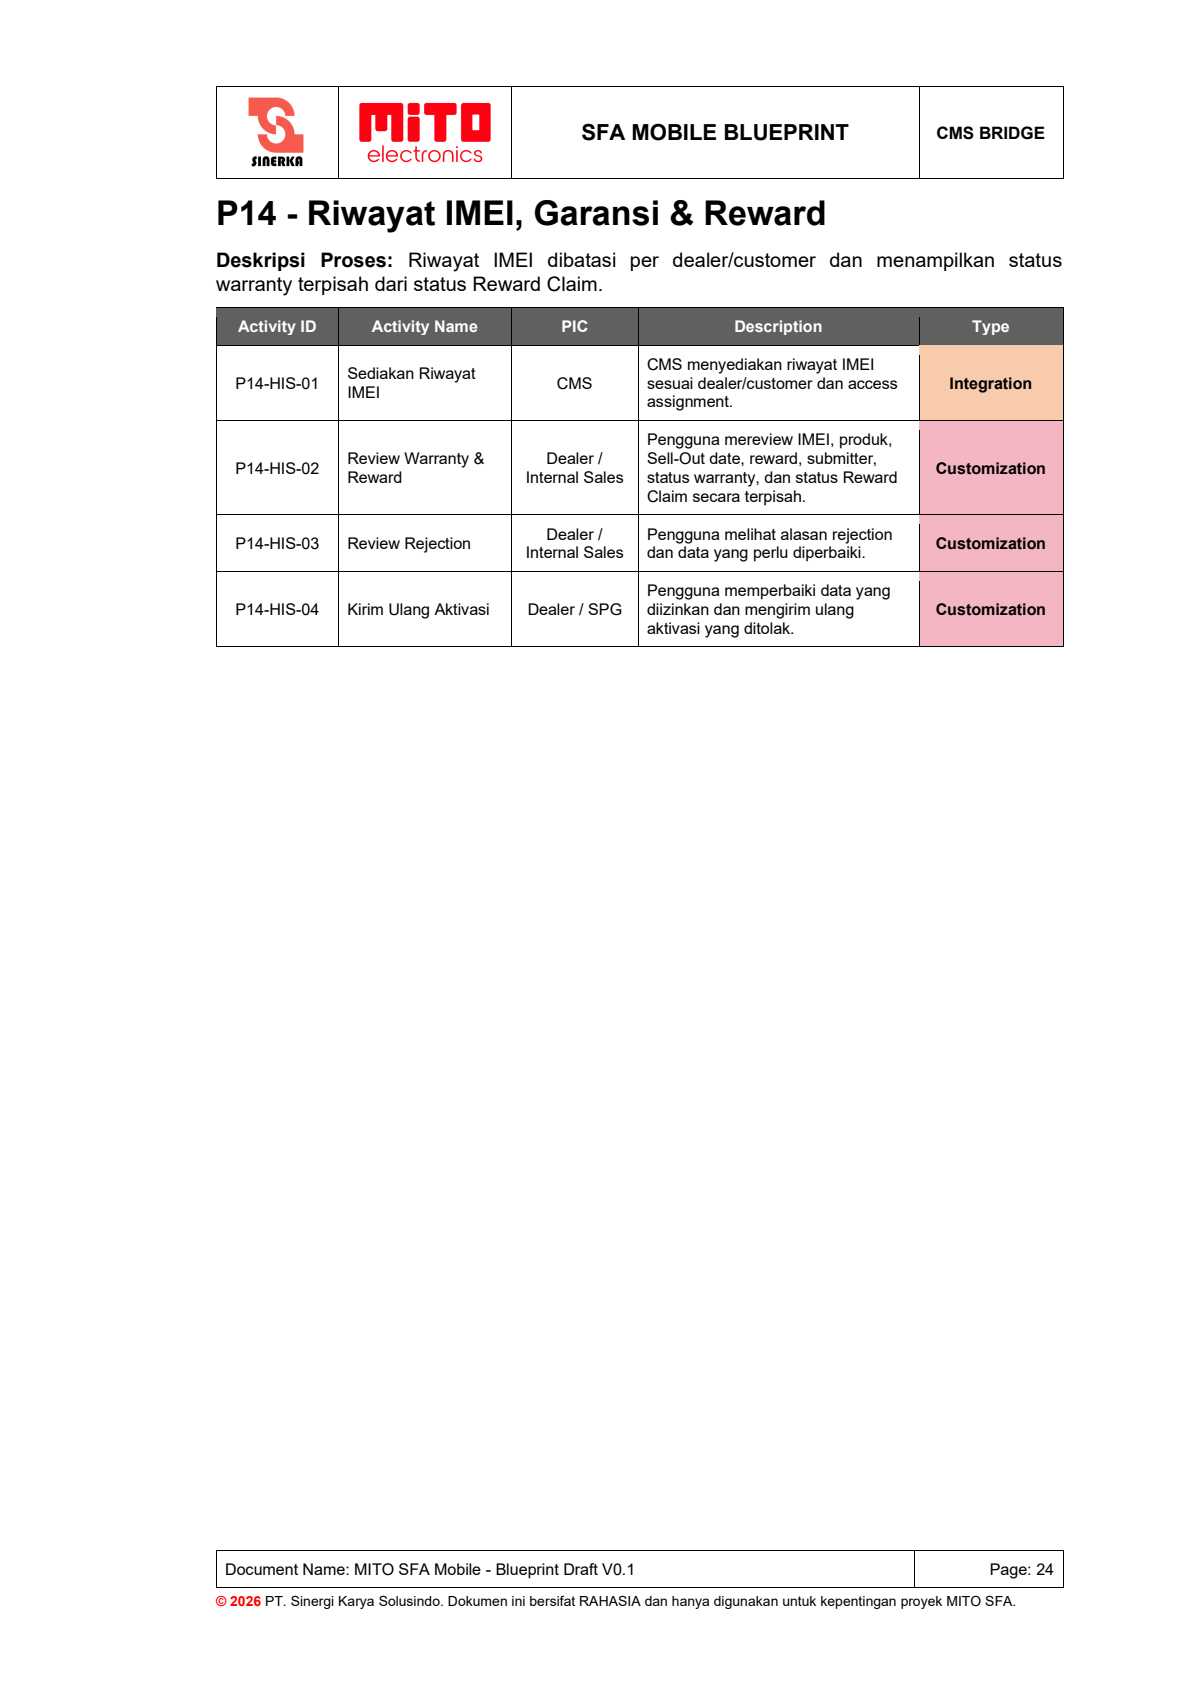 SINERKA
MiTO
electronics
SFA MOBILE BLUEPRINT
CMS BRIDGE
P14 - Riwayat IMEI, Garansi & Reward
Deskripsi Proses: Riwayat IMEI dibatasi per dealer/customer dan menampilkan status
warranty terpisah dari status Reward Claim.
Activity ID
Activity Name
PIC
Description
Type
P14-HIS-01
Sediakan Riwayat
IMEI
CMS
CMS menyediakan riwayat IMEI
sesuai dealer/customer dan access
assignment.
Integration
P14-HIS-02
Review Warranty &
Reward
Dealer /
Internal Sales
Pengguna mereview IMEI, produk,
Sell-Out date, reward, submitter,
status warranty, dan status Reward
Claim secara terpisah.
Customization
P14-HIS-03
Review Rejection
Dealer /
Internal Sales
Pengguna melihat alasan rejection
dan data yang perlu diperbaiki.
Customization
P14-HIS-04
Kirim Ulang Aktivasi
Dealer / SPG
Pengguna memperbaiki data yang
diizinkan dan mengirim ulang
aktivasi yang ditolak.
Customization
Document Name: MITO SFA Mobile - Blueprint Draft V0.1
Page: 24
© 2026 PT. Sinergi Karya Solusindo. Dokumen ini bersifat RAHASIA dan hanya digunakan untuk kepentingan proyek MITO SFA.